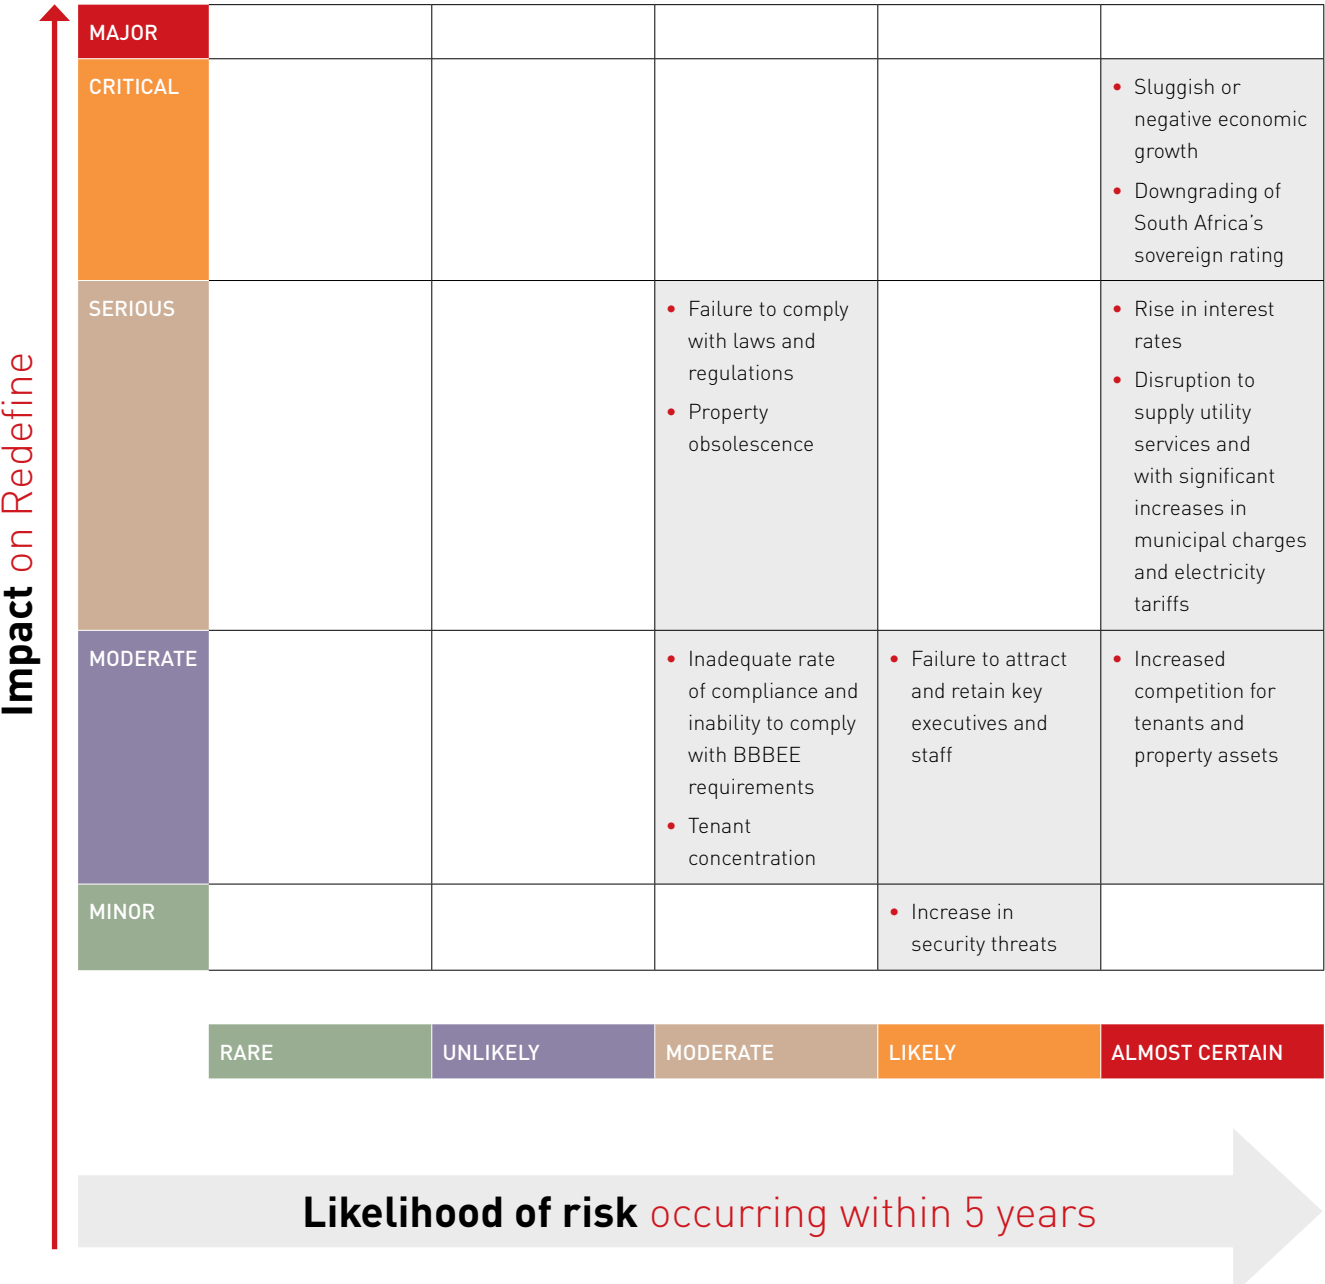 Impact on Redefine
MAJOR
CRITICAL
• Sluggish or
negative economic
growth
• Downgrading of
South Africa’s
sovereign rating
SERIOUS
• Failure to comply
with laws and
regulations
• Property
obsolescence
• Rise in interest
rates
• Disruption to
supply utility
services and
with significant
increases in
municipal charges
and electricity
tariffs
MODERATE
• Inadequate rate
of compliance and
inability to comply
with BBBEE
requirements
• Tenant
concentration
• Failure to attract
and retain key
executives and
staff
• Increased
competition for
tenants and
property assets
MINOR
• Increase in
security threats
RARE
UNLIKELY
MODERATE
LIKELY
ALMOST CERTAIN
Likelihood of risk occurring within 5 years